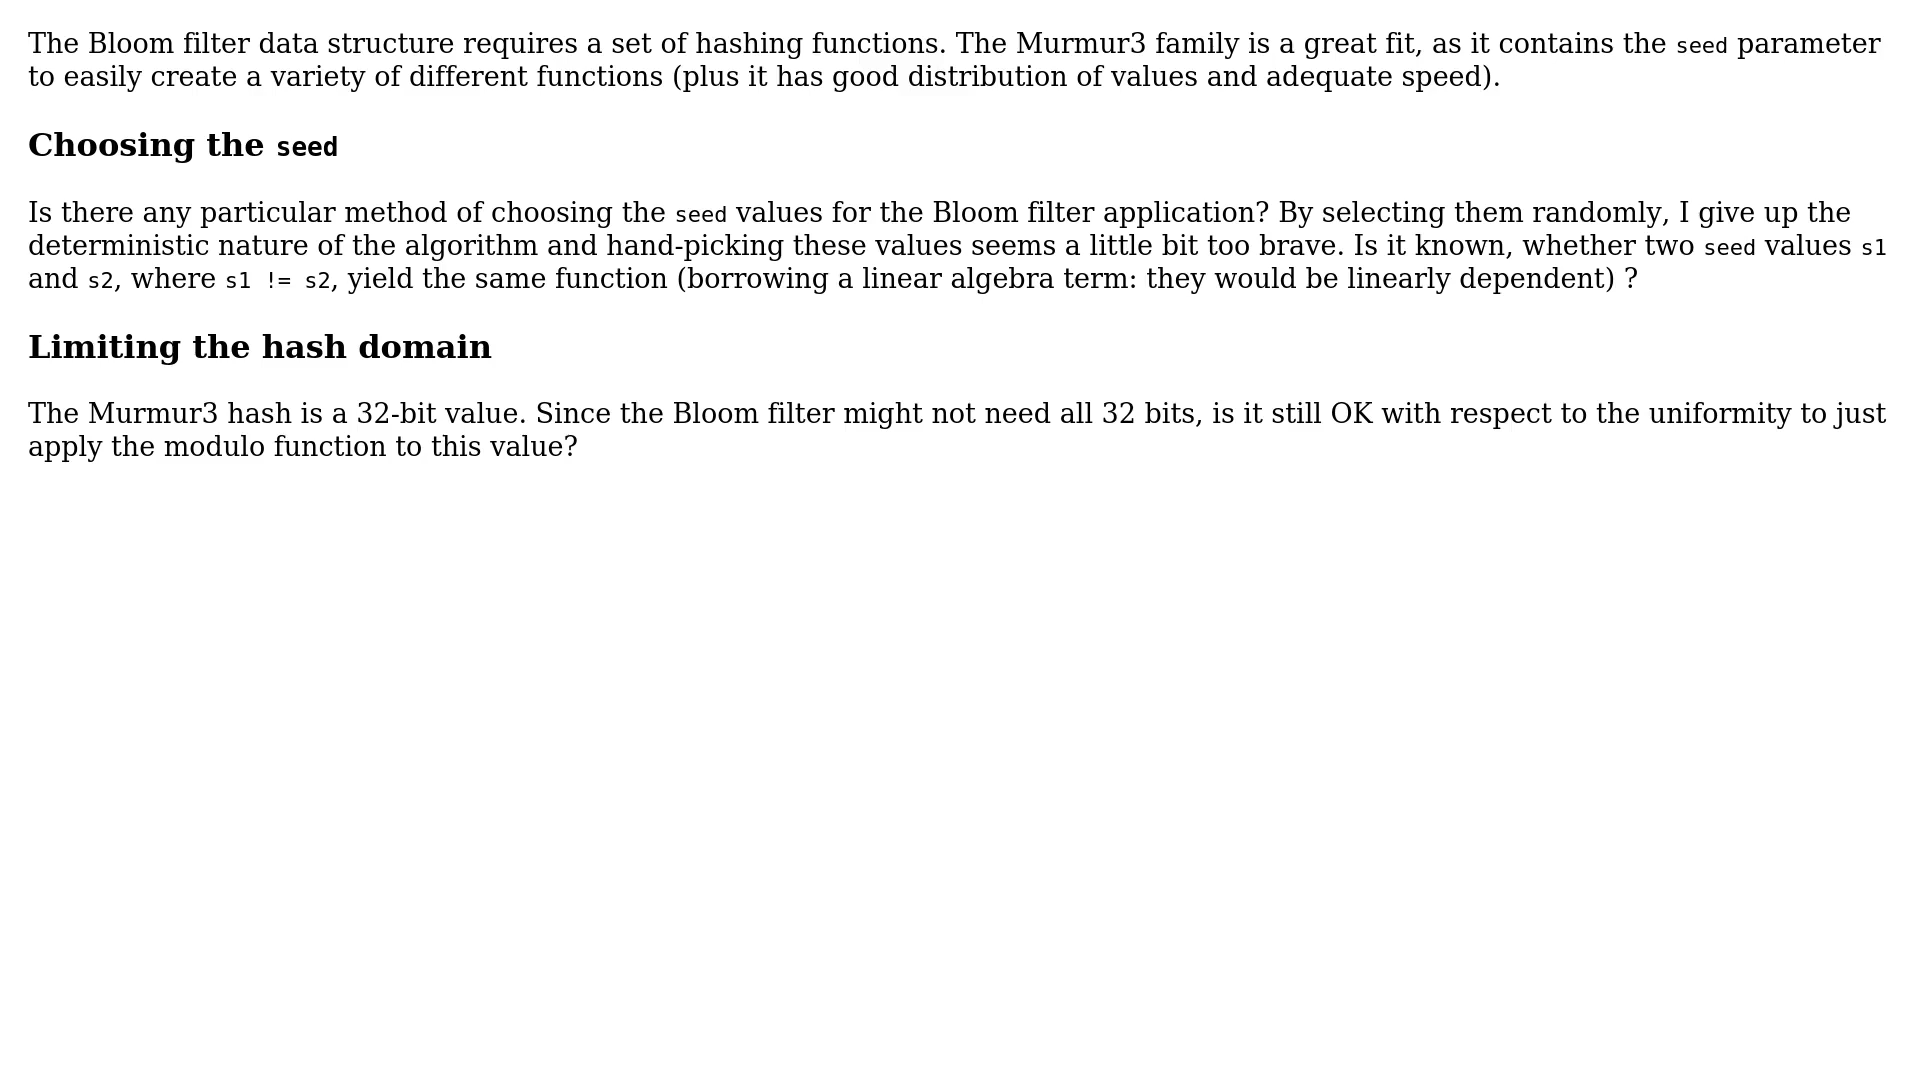 The Bloom filter data structure requires a set of hashing functions. The Murmur3 family is a great fit, as it contains the seed parameter
to easily create a variety of different functions (plus it has good distribution of values and adequate speed).
Choosing the seed
Is there any particular method of choosing the seed values for the Bloom filter application? By selecting them randomly, I give up the
deterministic nature of the algorithm and hand-picking these values seems a little bit too brave. Is it known, whether two seed values s1
and s2, where s1 != s2, yield the same function (borrowing a linear algebra term: they would be linearly dependent) ?
Limiting the hash domain
The Murmur3 hash is a 32-bit value. Since the Bloom filter might not need all 32 bits, is it still OK with respect to the uniformity to just
apply the modulo function to this value?